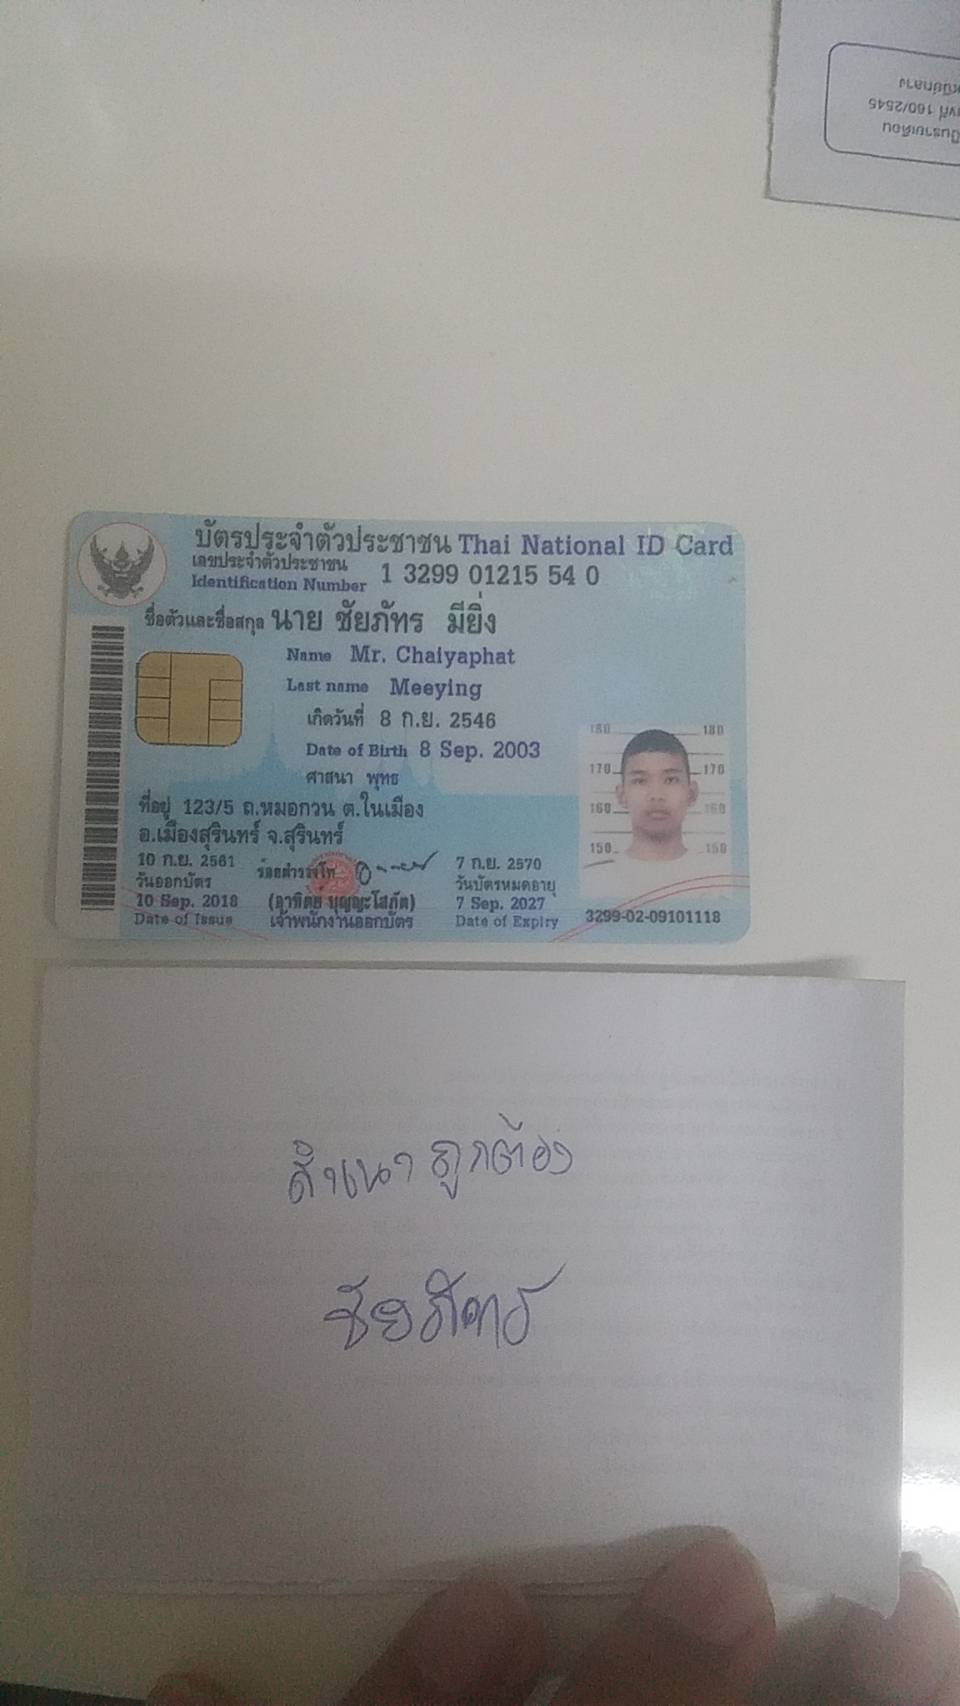 บัตรประจำตัวประชาชน Thai National ID Card
เลขประจำตัวประชาชน
Identification Number 1 3299 01215 54 0
ชื่อตัวและชื่อสกุล นาย ชัยภัทร มียิ่ง
Name Mr. Chaiyaphat
Last name Meeying
เกิดวันที่ 8 ก.ย. 2546
Date of Birth 8 Sep. 2003
ศาสนา พุทธ
ที่อยู่ 123/5 ถ.หมอกวน ต.ในเมือง
อ.เมืองสุรินทร์ จ.สุรินทร์
10 ก.ย. 2561
วันออกบัตร
10 Sep. 2018
Date of Issue
ร้อยตำรวจโท
(อาทิตย์ บุญญะโสภัต)
เจ้าพนักงานออกบัตร
7 ก.ย. 2570
วันบัตรหมดอายุ
7 Sep. 2027
Date of Expiry
180 180
170 170
160 160
150 150
3299-02-09101118
สำเนาถูกต้อง
ชัยภัทร
ที่ 160/2545